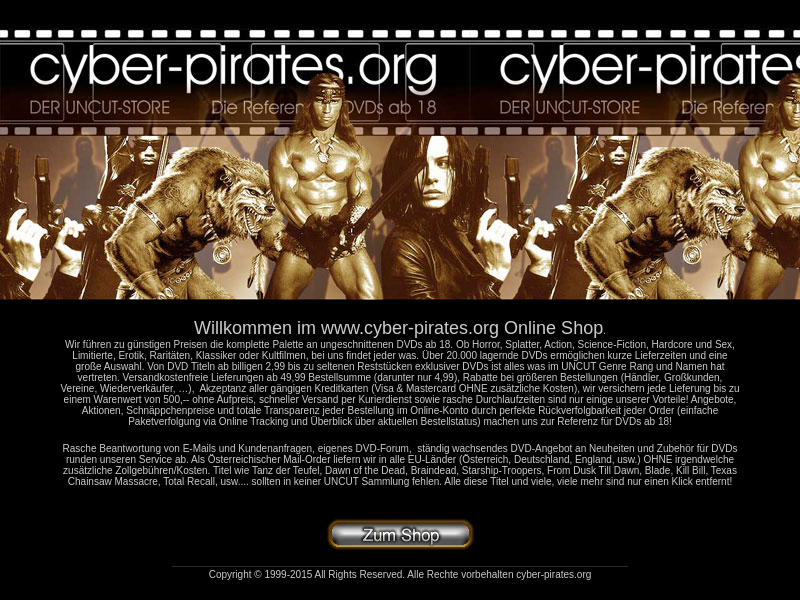 cyber-pirates.org cyber-pirates
DER UNCUT-STORE Die Referen DVDs ab 18 DER UNCUT-STORE Die Referen
Willkommen im www.cyber-pirates.org Online Shop.
Wir führen zu günstigen Preisen die komplette Palette an ungeschnittenen DVDs ab 18. Ob Horror, Splatter, Action, Science-Fiction, Hardcore und Sex,
Limitierte, Erotik, Raritäten, Klassiker oder Kultfilmen, bei uns findet jeder was. Über 20.000 lagernde DVDs ermöglichen kurze Lieferzeiten und eine
große Auswahl. Von DVD Titeln ab billigen 2,99 bis zu seltenen Reststücken exklusiver DVDs ist alles was im UNCUT Genre Rang und Namen hat
vertreten. Versandkostenfreie Lieferungen ab 49,99 Bestellsumme (darunter nur 4,99), Rabatte bei größeren Bestellungen (Händler, Großkunden,
Vereine, Wiederverkäufer, …), Akzeptanz aller gängigen Kreditkarten (Visa & Mastercard OHNE zusätzliche Kosten), wir versichern jede Lieferung bis zu
einem Warenwert von 500,-- ohne Aufpreis, schneller Versand per Kurierdienst sowie rasche Durchlaufzeiten sind nur einige unserer Vorteile! Angebote,
Aktionen, Schnäppchenpreise und totale Transparenz jeder Bestellung im Online-Konto durch perfekte Rückverfolgbarkeit jeder Order (einfache
Paketverfolgung via Online Tracking und Überblick über aktuellen Bestellstatus) machen uns zur Referenz für DVDs ab 18!
Rasche Beantwortung von E-Mails und Kundenanfragen, eigenes DVD-Forum, ständig wachsendes DVD-Angebot an Neuheiten und Zubehör für DVDs
runden unseren Service ab. Als Österreichischer Mail-Order liefern wir in alle EU-Länder (Österreich, Deutschland, England, usw.) OHNE irgendwelche
zusätzliche Zollgebühren/Kosten. Titel wie Tanz der Teufel, Dawn of the Dead, Braindead, Starship-Troopers, From Dusk Till Dawn, Blade, Kill Bill, Texas
Chainsaw Massacre, Total Recall, usw.... sollten in keiner UNCUT Sammlung fehlen. Alle diese Titel und viele, viele mehr sind nur einen Klick entfernt!
Zum Shop
Copyright © 1999-2015 All Rights Reserved. Alle Rechte vorbehalten cyber-pirates.org